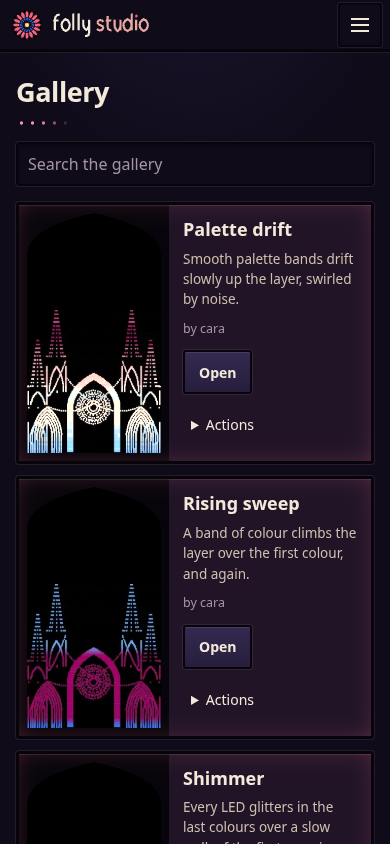 folly studio
Gallery
Search the gallery
Palette drift
Smooth palette bands drift
slowly up the layer, swirled
by noise.
by cara
Open
Actions
Rising sweep
A band of colour climbs the
layer over the first colour,
and again.
by cara
Open
Actions
Shimmer
Every LED glitters in the
last colours over a slow